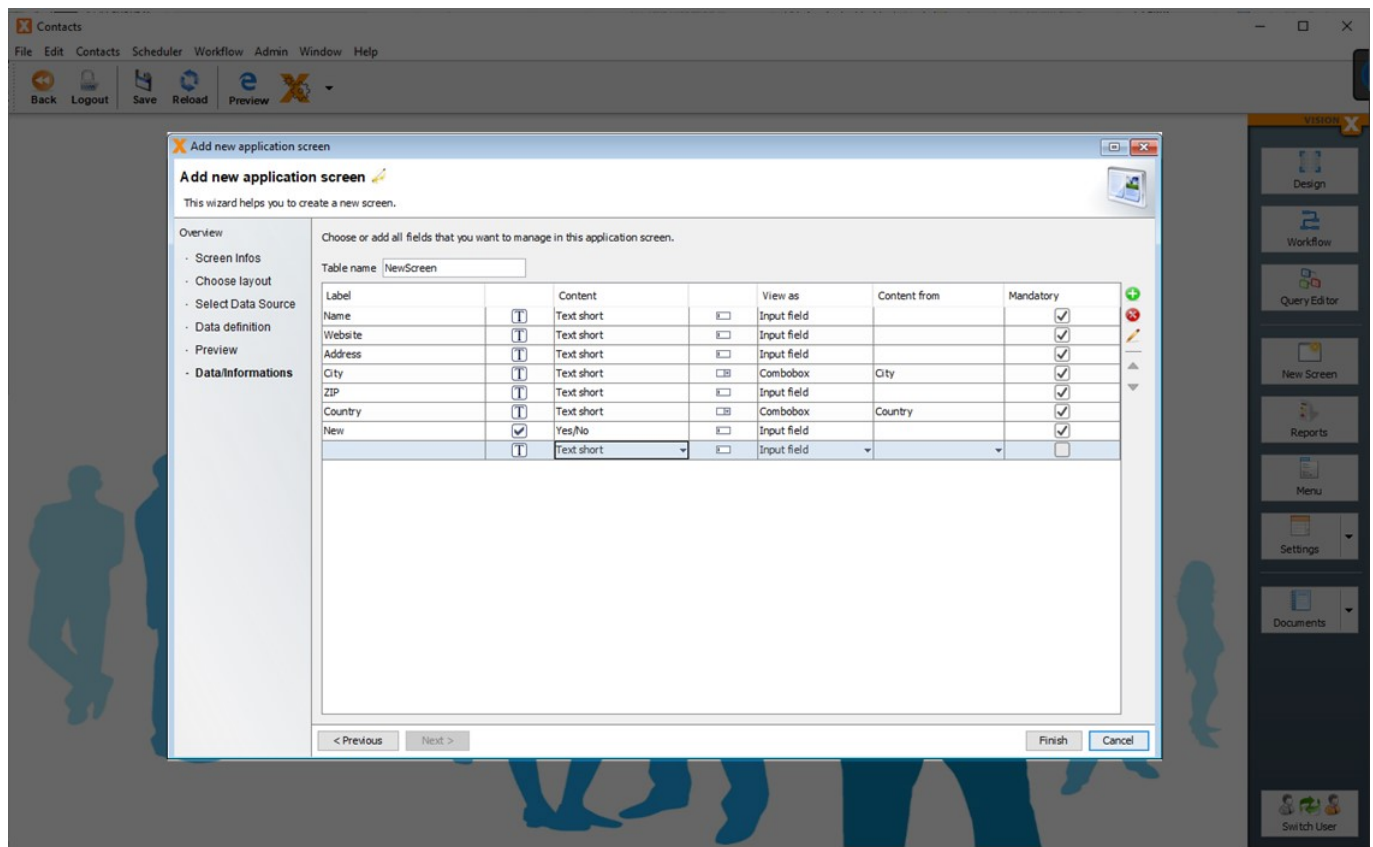 Contacts
File Edit Contacts Scheduler Workflow Admin Window Help
Back Logout Save Reload Preview
VISION X
Add new application screen
Add new application screen
This wizard helps you to create a new screen.
Overview
· Screen Infos
· Choose layout
· Select Data Source
· Data definition
· Preview
· Data/Informations
Choose or add all fields that you want to manage in this application screen.
Table name NewScreen
Label Content View as Content from Mandatory
Name T Text short Input field
Website T Text short Input field
Address T Text short Input field
City T Text short Combobox City
ZIP T Text short Input field
Country T Text short Combobox Country
New Yes/No Input field
T Text short Input field
< Previous Next > Finish Cancel
Design
Workflow
Query Editor
New Screen
Reports
Menu
Settings
Documents
Switch User